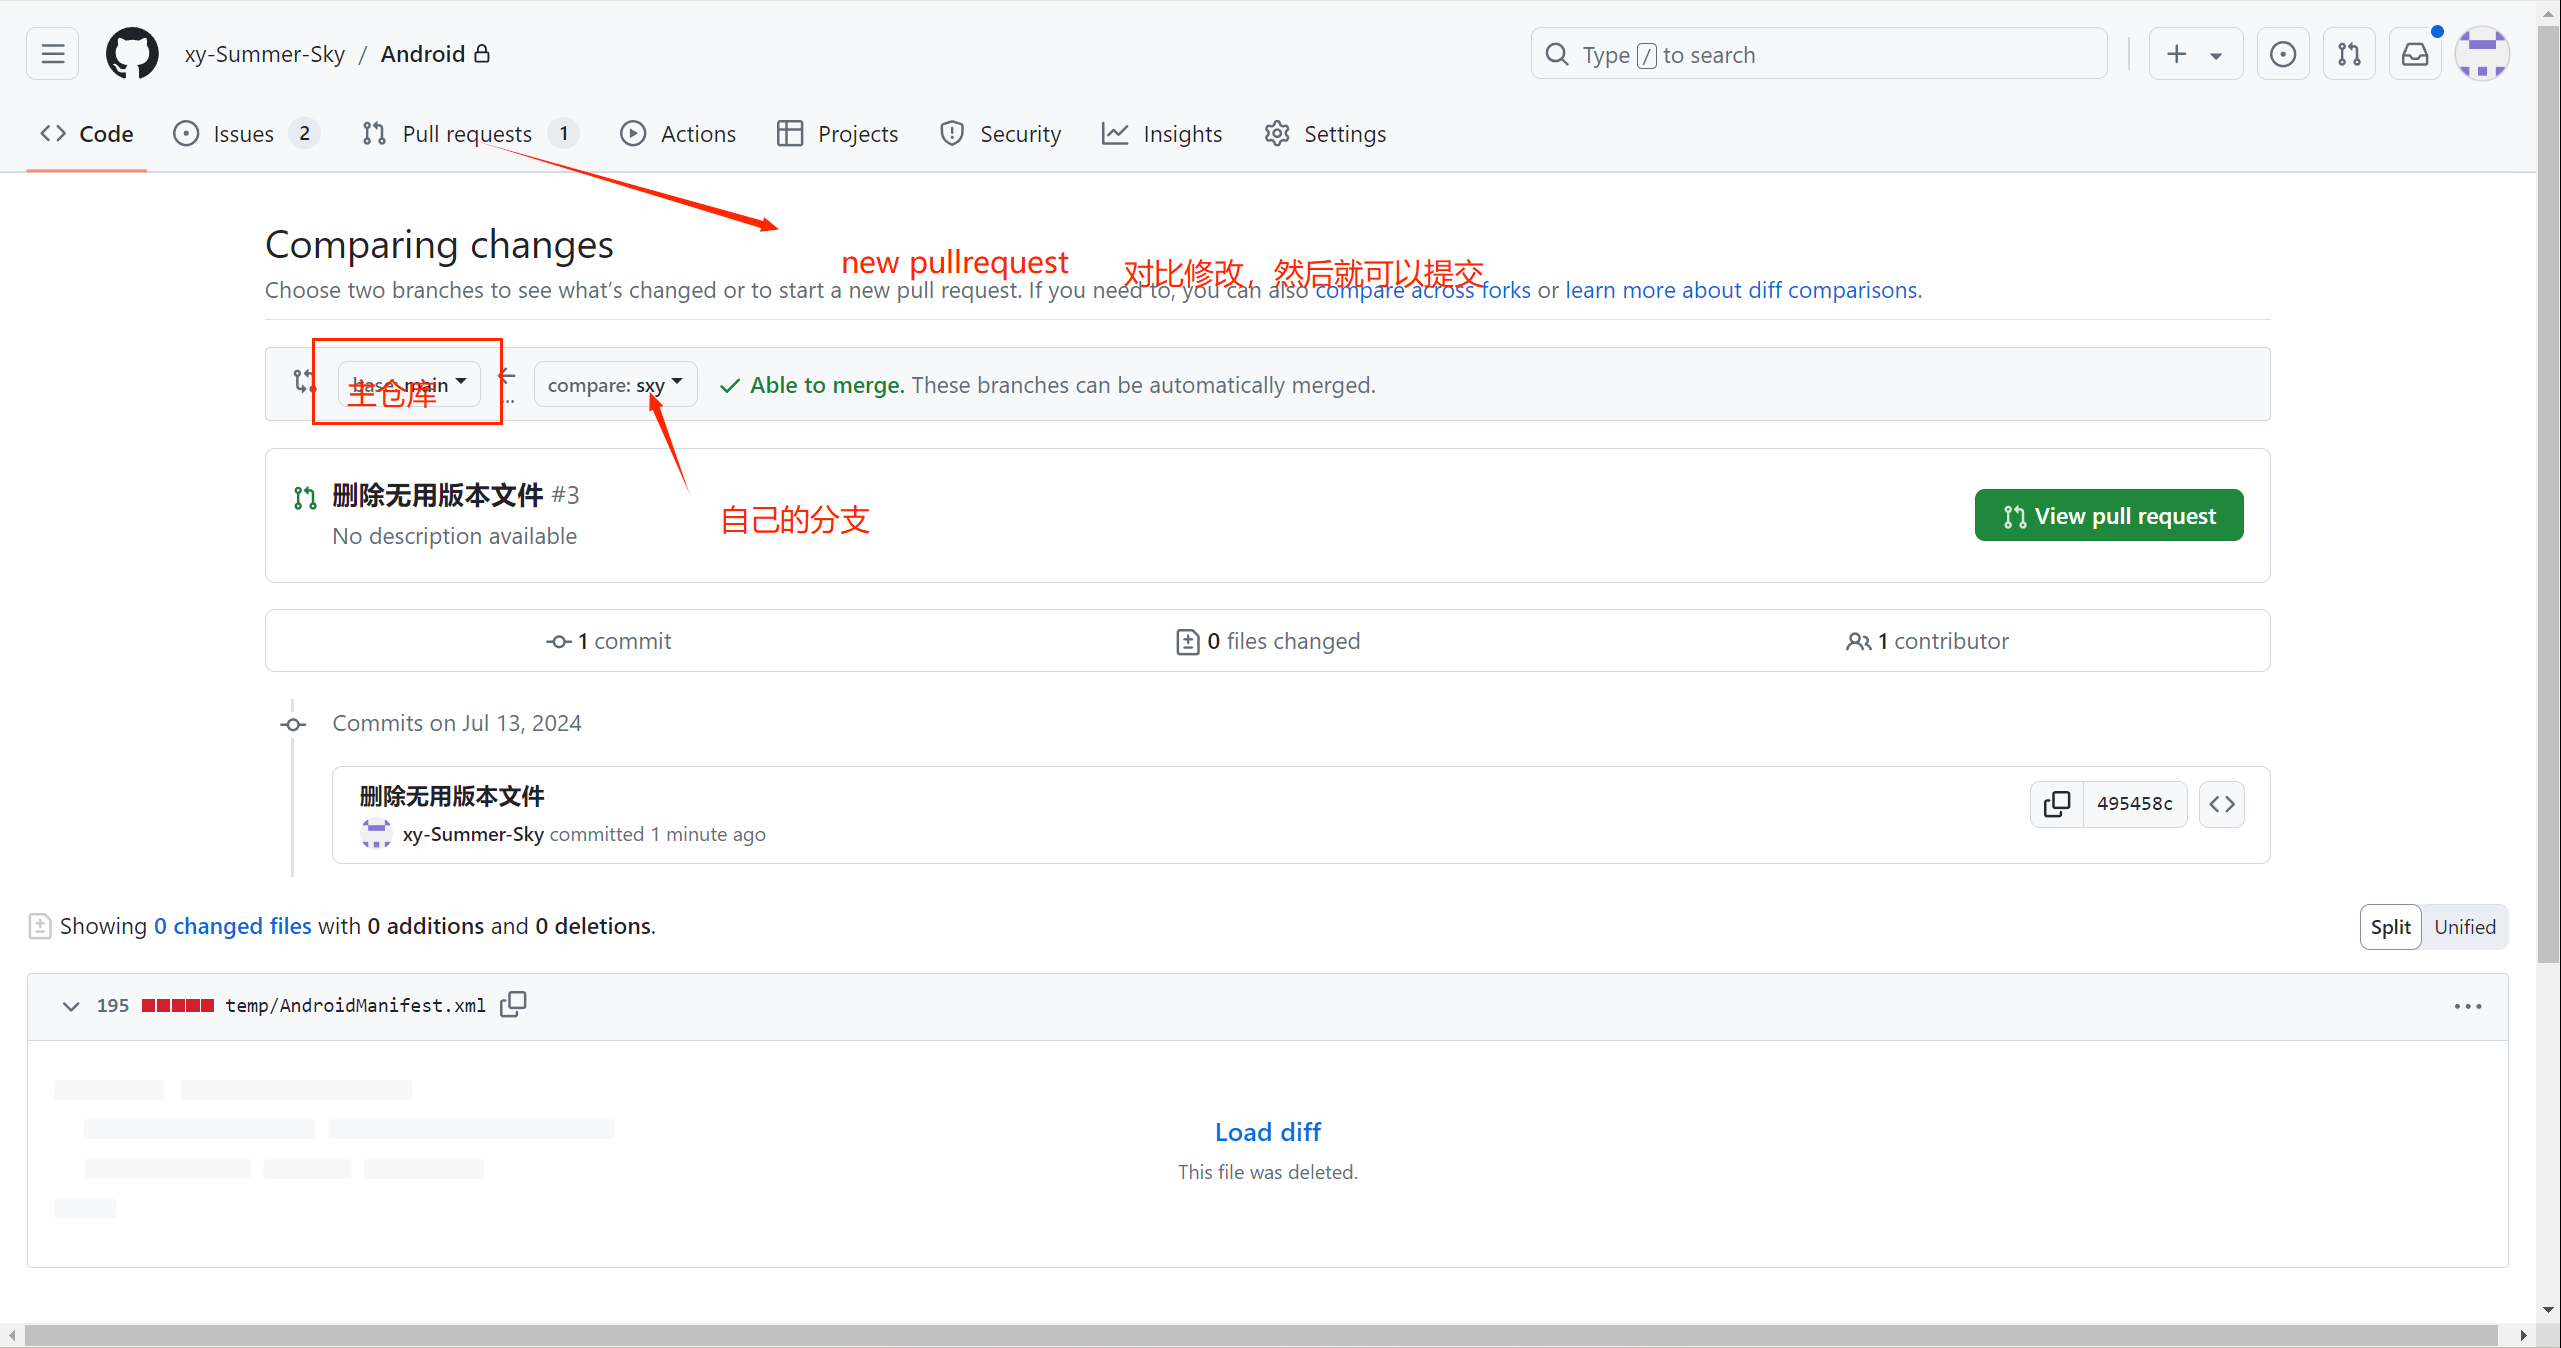 xy-Summer-Sky / Android
Type / to search
Code
Issues 2
Pull requests 1
Actions
Projects
Security
Insights
Settings
Comparing changes
new pullrequest
对比修改，然后就可以提交
Choose two branches to see what's changed or to start a new pull request. If you need to, you can also compare across forks or learn more about diff comparisons.
base: main
主仓库
...
compare: sxy
Able to merge. These branches can be automatically merged.
删除无用版本文件 #3
自己的分支
No description available
View pull request
1 commit
0 files changed
1 contributor
Commits on Jul 13, 2024
删除无用版本文件
495458c
xy-Summer-Sky committed 1 minute ago
Showing 0 changed files with 0 additions and 0 deletions.
Split
Unified
195 temp/AndroidManifest.xml
Load diff
This file was deleted.